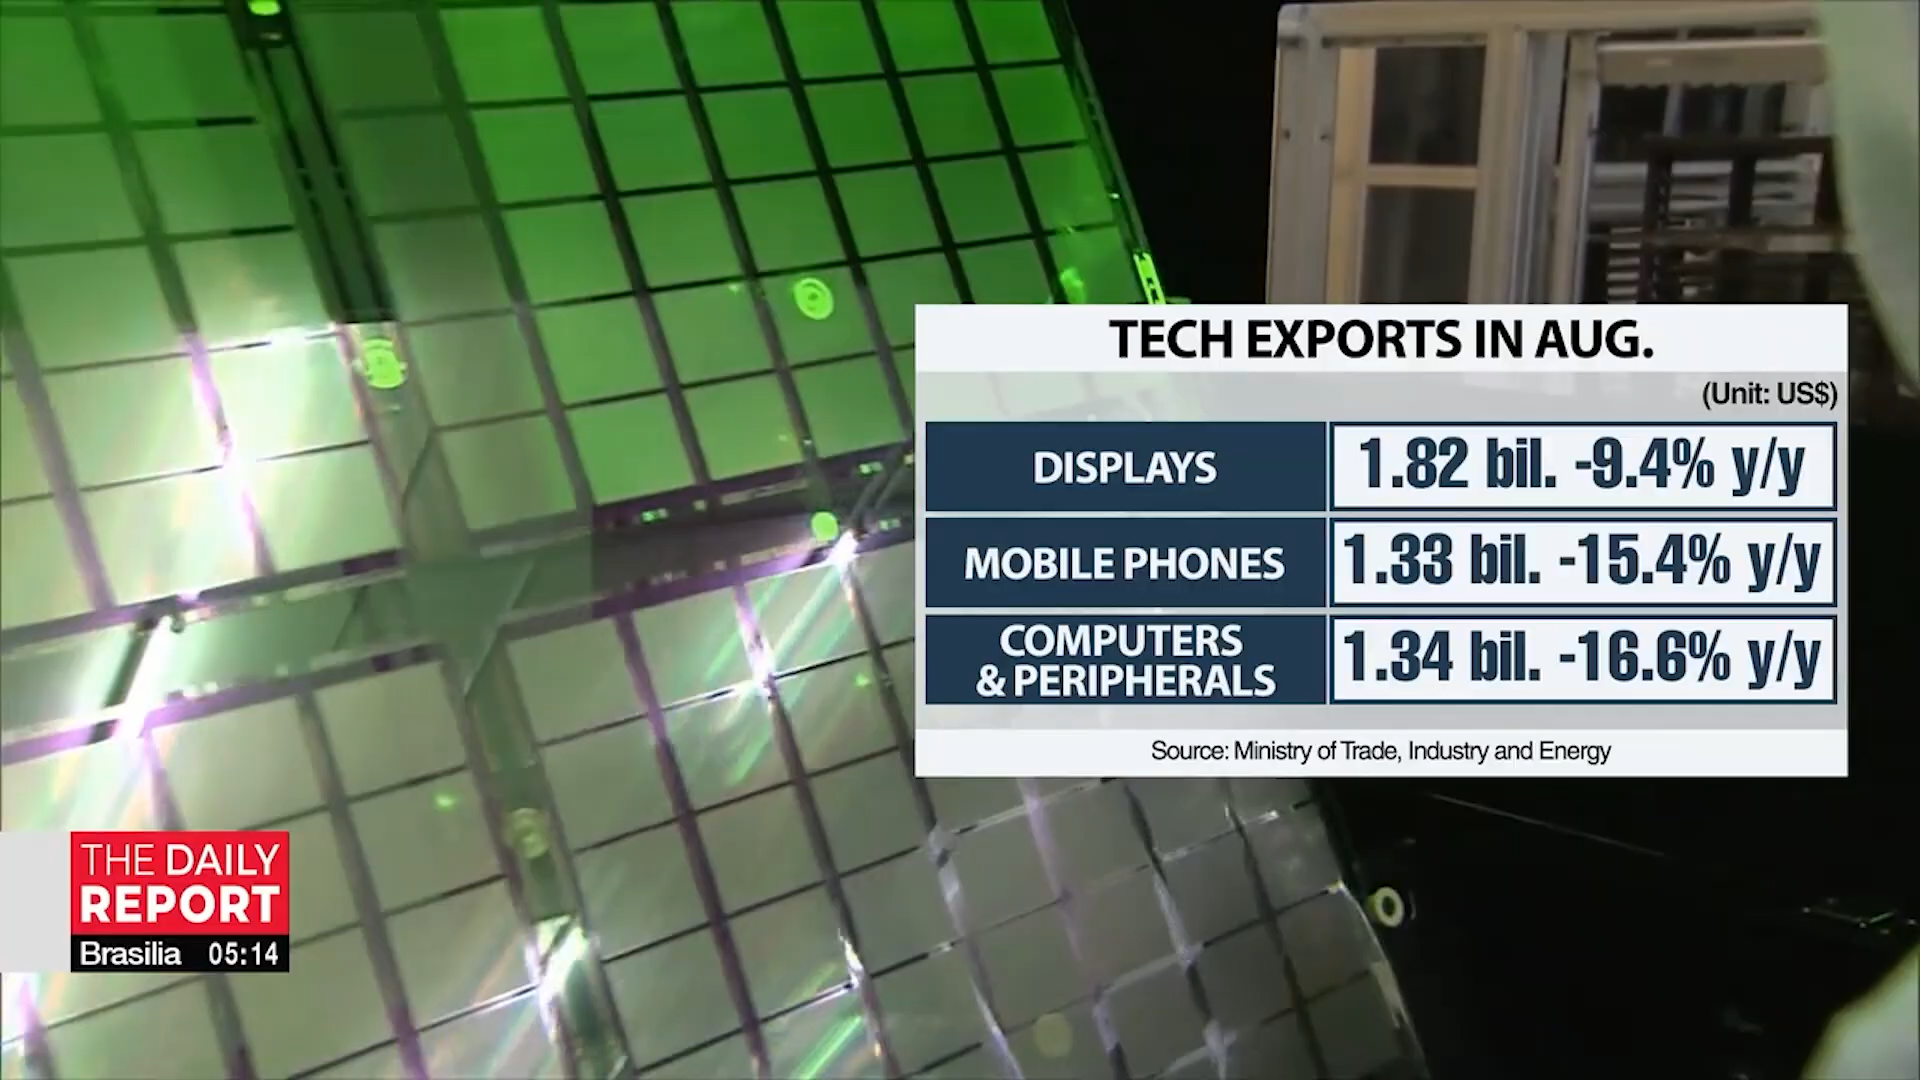 TECH EXPORTS IN AUG.
(Unit: US$)
DISPLAYS
1.82 bil. -9.4% y/y
MOBILE PHONES
1.33 bil. -15.4% y/y
COMPUTERS
& PERIPHERALS
1.34 bil. -16.6% y/y
Source: Ministry of Trade, Industry and Energy
THE DAILY
REPORT
Brasilia 05:14